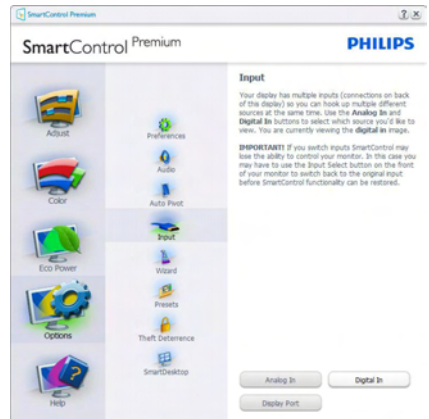 SmartControl Premium
SmartControl Premium
PHILIPS
Adjust
Color
Eco Power
Options
Help
Preferences
Audio
Auto Pivot
Input
Wizard
Presets
Theft Deterrence
SmartDesktop
Input
Your display has multiple inputs (connections on back
of this display) so you can hook up multiple different
sources at the same time. Use the Analog In and
Digital In buttons to select which source you'd like to
view. You are currently viewing the digital in image.
IMPORTANT! If you switch inputs SmartControl may
lose the ability to control your monitor. In this case you
may have to use the Input Select button on the front
of your monitor to switch back to the original input
before SmartControl functionality can be restored.
Analog In
Digital In
Display Port